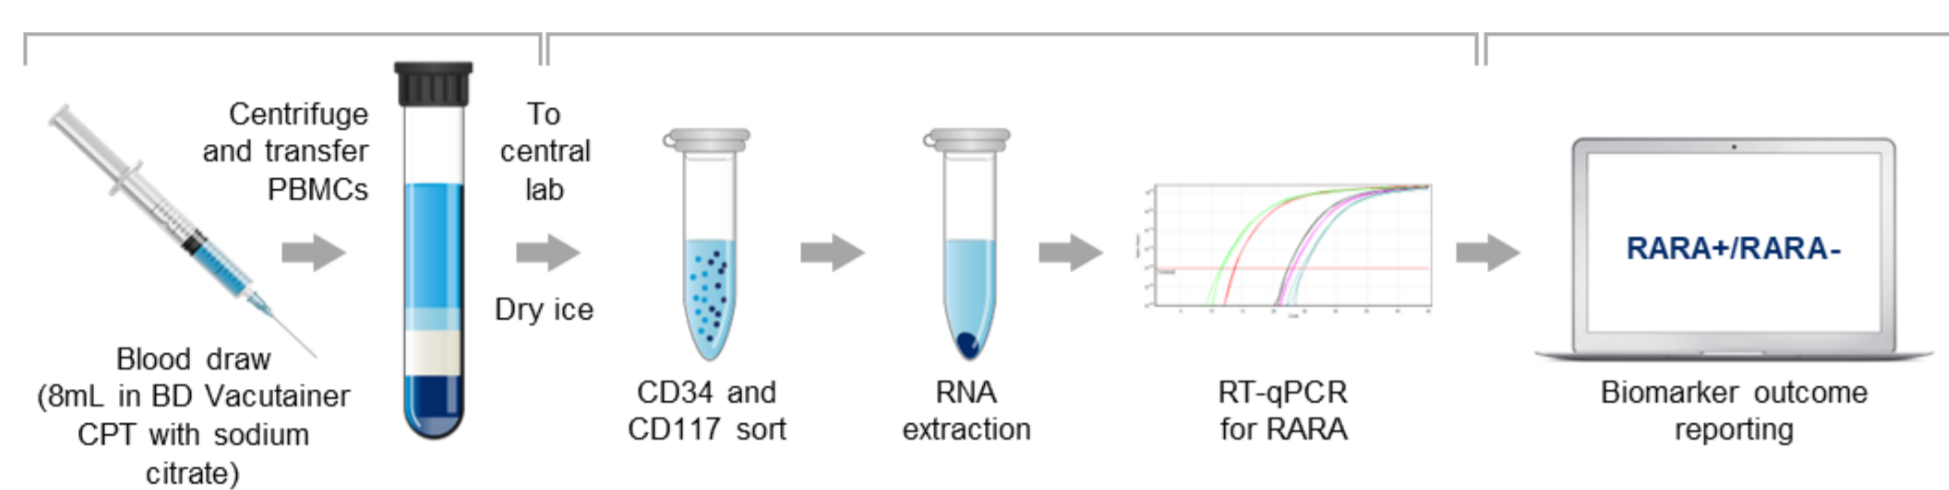 Centrifuge
and transfer
PBMCs
To
central
lab
Dry ice
Blood draw
(8mL in BD Vacutainer
CPT with sodium
citrate)
CD34 and
CD117 sort
RNA
extraction
RT-qPCR
for RARA
RARA+/RARA-
Biomarker outcome
reporting